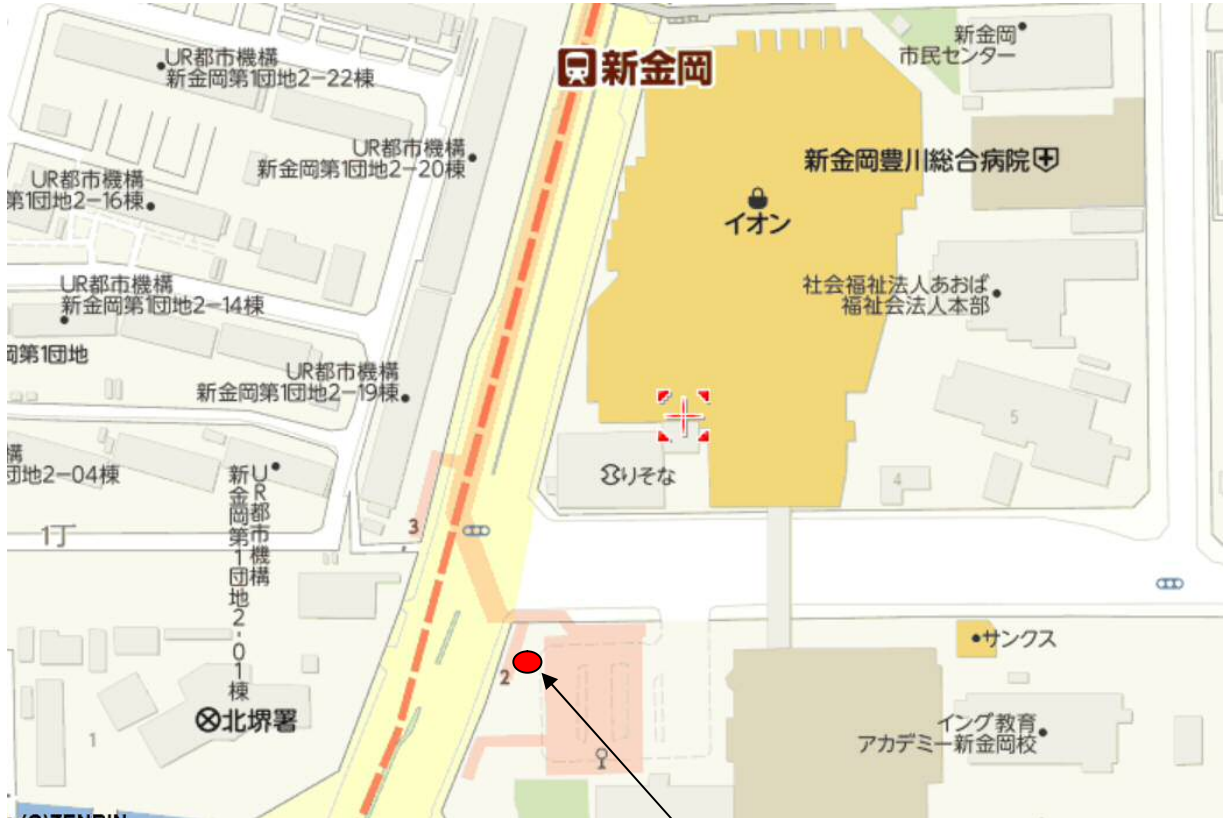 新金岡
新金岡
市民センター
UR都市機構
新金岡第1団地2-22棟
UR都市機構
新金岡第1団地2-20棟
新金岡豊川総合病院
UR都市機構
第1団地2-16棟
イオン
UR都市機構
新金岡第1団地2-14棟
社会福祉法人あおば
福祉会法人本部
岡第1団地
UR都市機構
新金岡第1団地2-19棟
5
構
団地2-04棟
UR都市機構
新金岡第1団地2-01棟
りそな
4
1丁
3
2
サンクス
北堺署
1
イング教育
アカデミー新金岡校
(C)ZENRIN